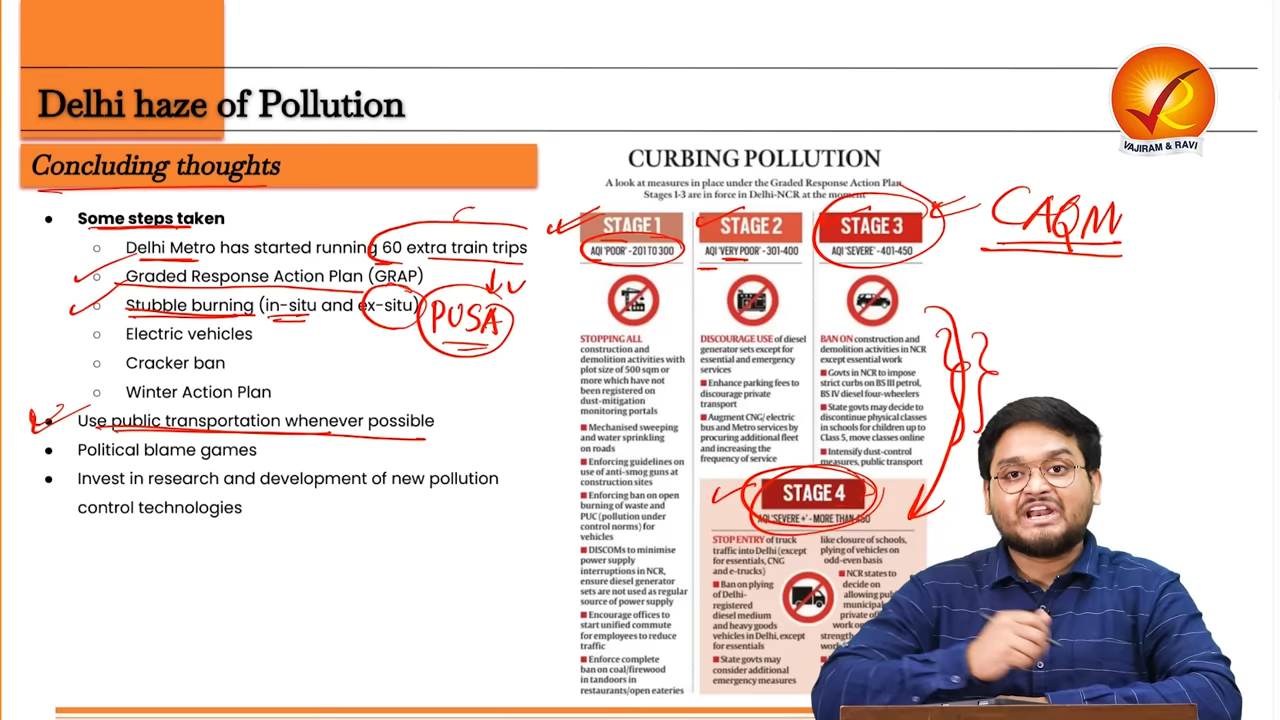 Delhi haze of Pollution
VAJIRAM & RAVI
Concluding thoughts
Some steps taken
Delhi Metro has started running 60 extra train trips
Graded Response Action Plan (GRAP)
Stubble burning (in-situ and ex-situ)
PUSA
Electric vehicles
Cracker ban
Winter Action Plan
Use public transportation whenever possible
Political blame games
Invest in research and development of new pollution
control technologies
CURBING POLLUTION
A look at measures in place under the Graded Response Action Plan.
Stages 1-3 are in force in Delhi-NCR at the moment
CAQM
STAGE 1
AQI 'POOR' - 201 TO 300
STOPPING ALL
construction and
demolition activities with
plot size of 500 sqm or
more which have not
been registered on
dust-mitigation
monitoring portals
Mechanised sweeping
and water sprinkling
on roads
Enforcing guidelines on
use of anti-smog guns at
construction sites
Enforcing ban on open
burning of waste and
PUC (pollution under
control norms) for
vehicles
DISCOMs to minimise
power supply
interruptions in NCR,
ensure diesel generator
sets are not used as regular
source of power supply
Encourage offices to
start unified commute
for employees to reduce
traffic
Enforce complete
ban on coal/firewood
in tandoors in
restaurants/open eateries
STAGE 2
AQI 'VERY POOR' - 301-400
DISCOURAGE USE of diesel
generator sets except for
essential and emergency
services
Enhance parking fees to
discourage private
transport
Augment CNG/ electric
bus and Metro services by
procuring additional fleet
and increasing the
frequency of service
STAGE 3
AQI 'SEVERE' - 401-450
BAN ON construction and
demolition activities in NCR
except essential work
Govts in NCR to impose
strict curbs on BS III petrol,
BS IV diesel four-wheelers
State govts may decide to
discontinue physical classes
in schools for children up to
Class 5, move classes online
Intensify dust-control
measures, public transport
STAGE 4
AQI 'SEVERE +' - MORE THAN 450
STOP ENTRY of truck
traffic into Delhi (except
for essentials, CNG
and e-trucks)
Ban on plying
of Delhi-
registered
diesel medium
and heavy goods
vehicles in Delhi, except
for essentials
State govts may
consider additional
emergency measures
like closure of schools,
plying of vehicles on
odd-even basis
NCR states to
decide on
allowing
municipal
private
work